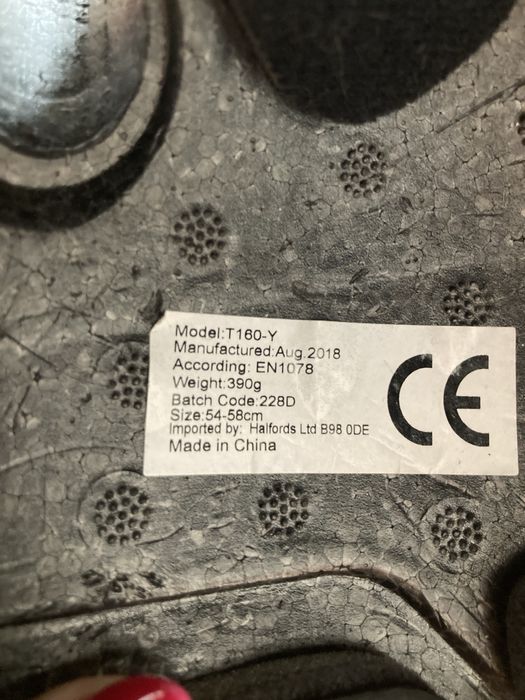 Model:T160-Y
Manufactured:Aug.2018
According: EN1078
Weight:390g
Batch Code:228D
Size:54-58cm
Imported by: Halfords Ltd B98 0DE
Made in China
CE